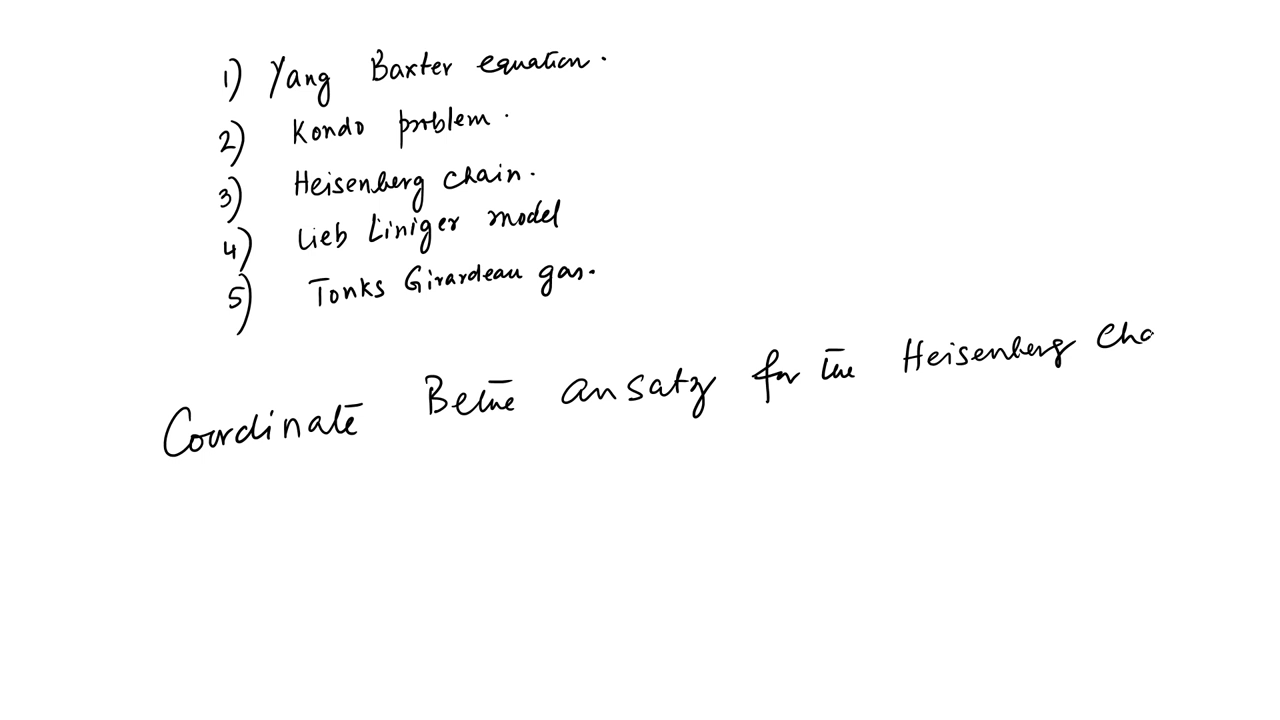 1) Yang Baxter equation.
2) Kondo problem.
3) Heisenberg chain.
4) Lieb Liniger model
5) Tonks Girardeau gas.
Coordinate Bethe ansatz for the Heisenberg Cha